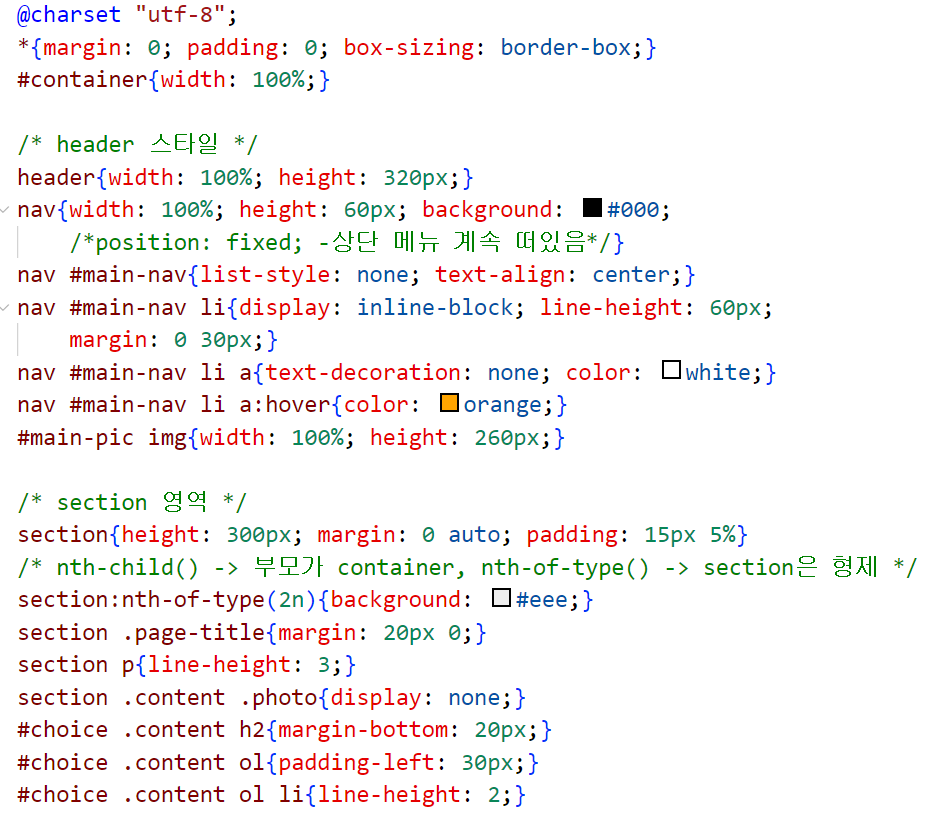 @charset "utf-8";
*{margin: 0; padding: 0; box-sizing: border-box;}
#container{width: 100%;}
/* header 스타일 */
header{width: 100%; height: 320px;}
nav{width: 100%; height: 60px; background: #000;
/*position: fixed; -상단 메뉴 계속 떠있음*/}
nav #main-nav{list-style: none; text-align: center;}
nav #main-nav li{display: inline-block; line-height: 60px;
margin: 0 30px;}
nav #main-nav li a{text-decoration: none; color: white;}
nav #main-nav li a:hover{color: orange;}
#main-pic img{width: 100%; height: 260px;}
/* section 영역 */
section{height: 300px; margin: 0 auto; padding: 15px 5%}
/* nth-child() -> 부모가 container, nth-of-type() -> section은 형제 */
section:nth-of-type(2n){background: #eee;}
section .page-title{margin: 20px 0;}
section p{line-height: 3;}
section .content .photo{display: none;}
#choice .content h2{margin-bottom: 20px;}
#choice .content ol{padding-left: 30px;}
#choice .content ol li{line-height: 2;}